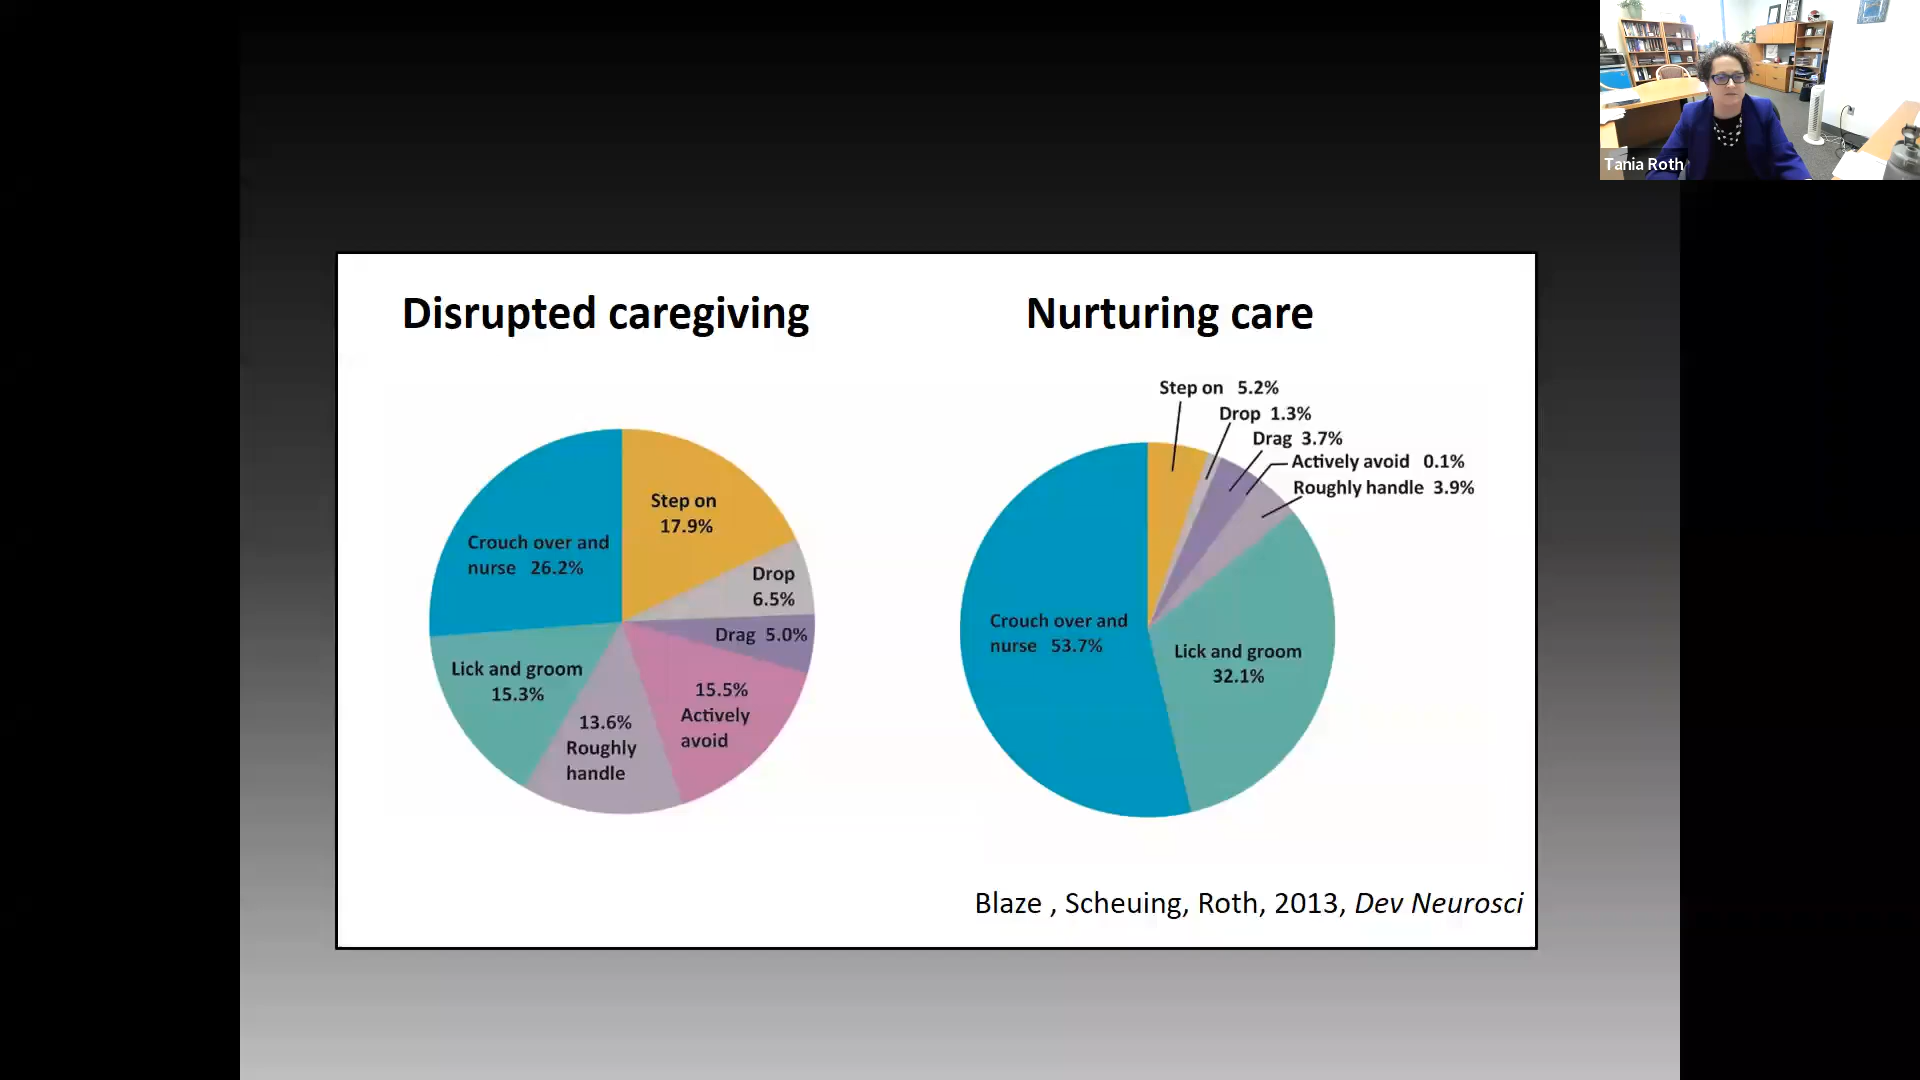 Tania Roth
Disrupted caregiving
Nurturing care
Step on
17.9%
Drop
6.5%
Drag 5.0%
15.5%
Actively
avoid
13.6%
Roughly
handle
Lick and groom
15.3%
Crouch over and
nurse 26.2%
Step on 5.2%
Drop 1.3%
Drag 3.7%
Actively avoid 0.1%
Roughly handle 3.9%
Lick and groom
32.1%
Crouch over and
nurse 53.7%
Blaze , Scheuing, Roth, 2013, Dev Neurosci